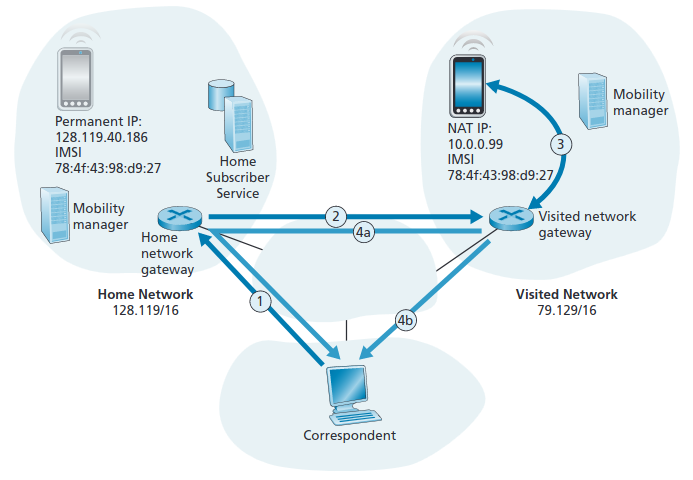 Permanent IP:
128.119.40.186
IMSI
78:4f:43:98:d9:27
Home
Subscriber
Service
Mobility
manager
Home
network
gateway
Home Network
128.119/16
NAT IP:
10.0.0.99
IMSI
78:4f:43:98:d9:27
Mobility
manager
3
Visited network
gateway
Visited Network
79.129/16
2
4a
1
4b
Correspondent